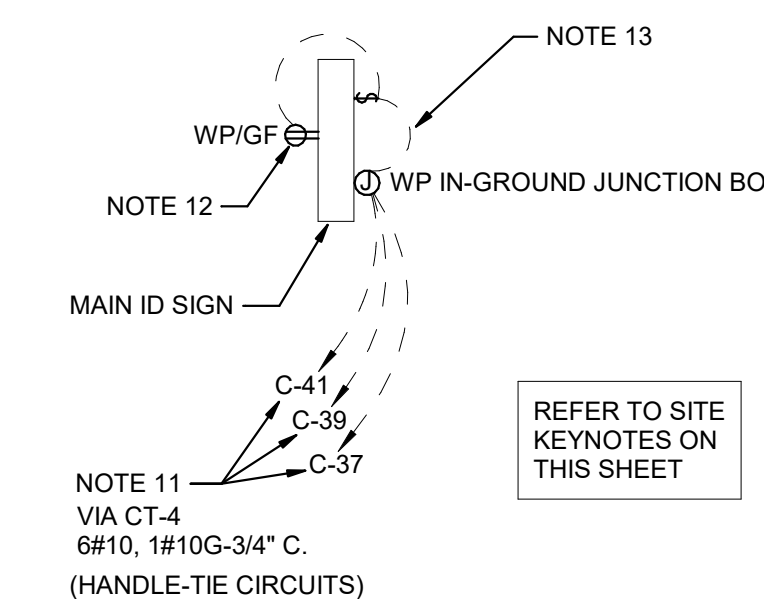 NOTE 13
S
WP/GF
J WP IN-GROUND JUNCTION BO
NOTE 12
MAIN ID SIGN
C-41
C-39
C-37
REFER TO SITE
KEYNOTES ON
THIS SHEET
NOTE 11
VIA CT-4
6#10, 1#10G-3/4" C.
(HANDLE-TIE CIRCUITS)